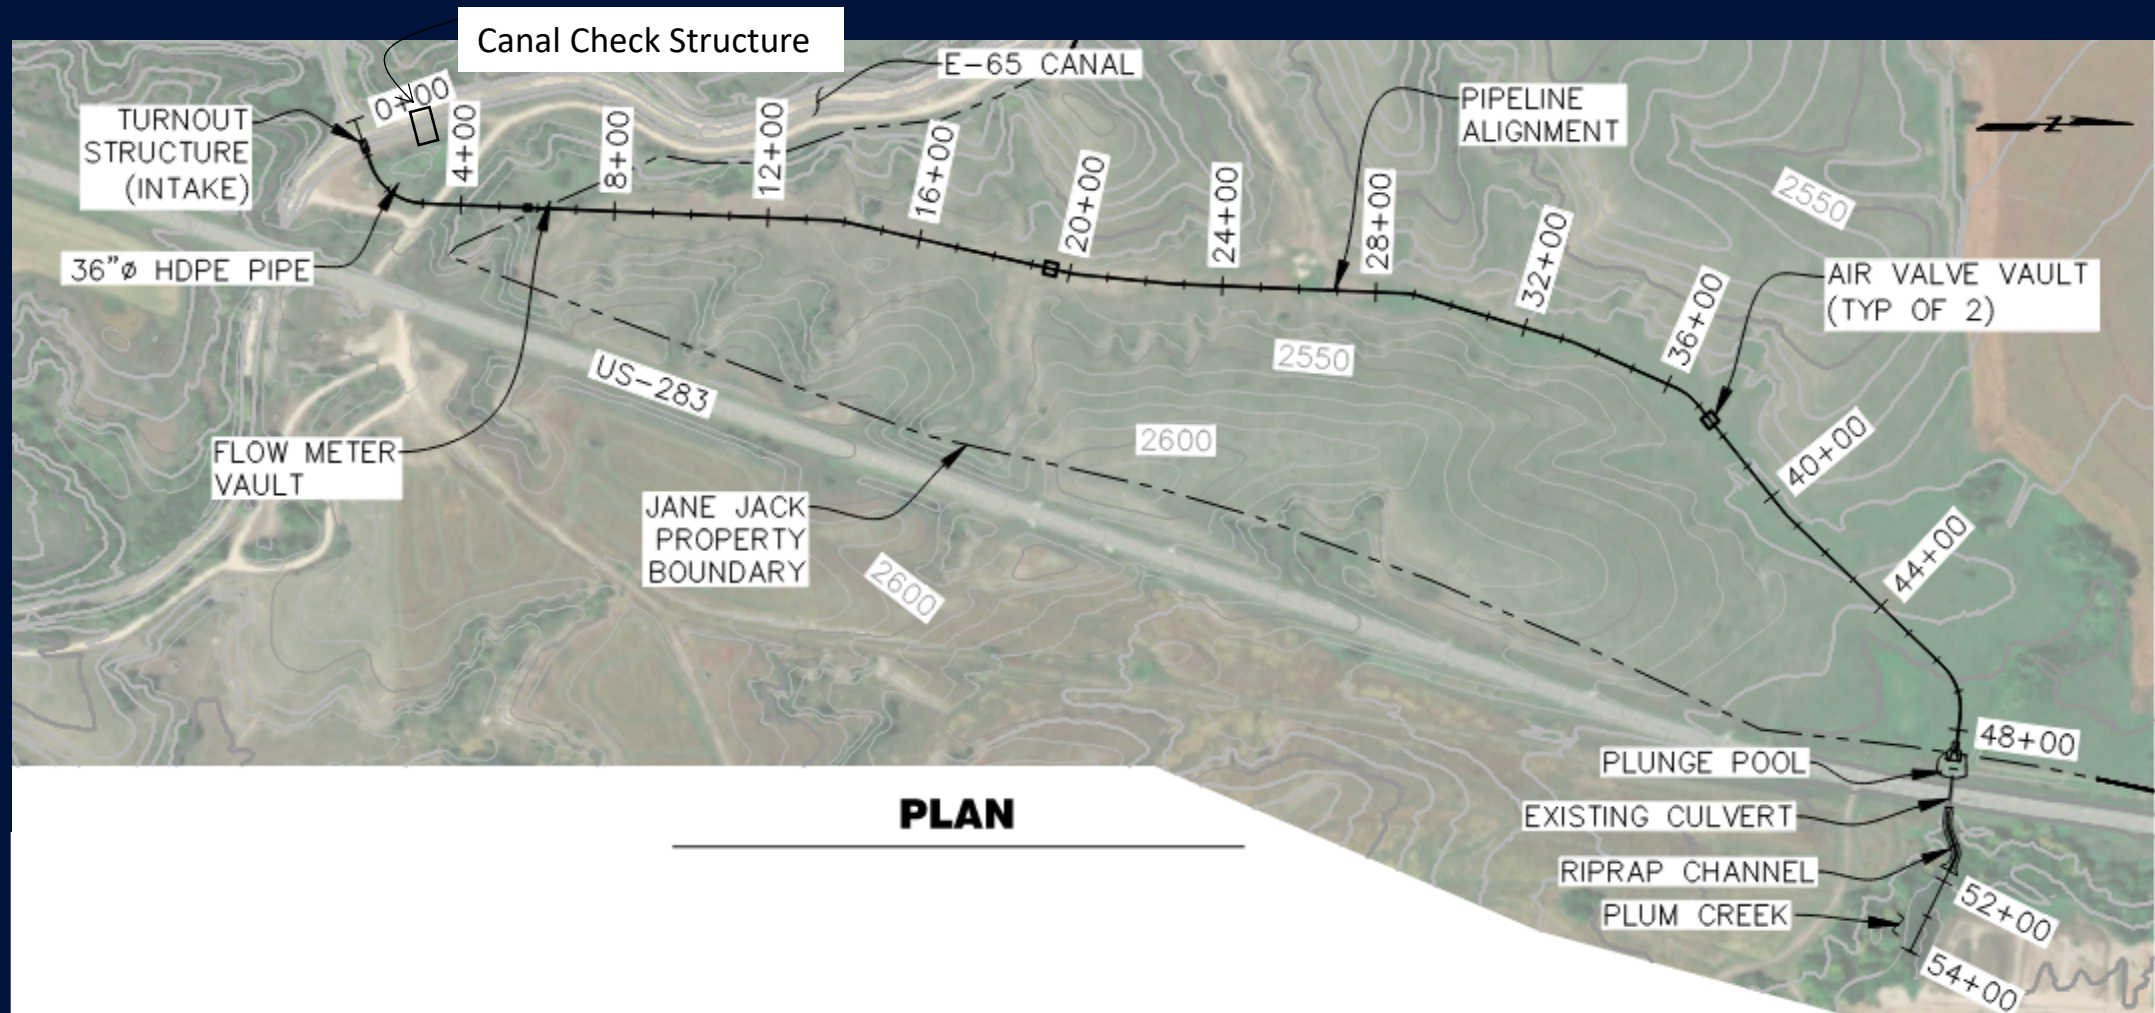 Canal Check Structure
E-65 CANAL
TURNOUT
STRUCTURE
(INTAKE)
0+00
4+00
8+00
12+00
16+00
20+00
24+00
28+00
32+00
36+00
40+00
44+00
48+00
52+00
54+00
PIPELINE
ALIGNMENT
Z
2550
36"ø HDPE PIPE
AIR VALVE VAULT
(TYP OF 2)
US-283
2550
2600
FLOW METER
VAULT
JANE JACK
PROPERTY
BOUNDARY
2600
PLUNGE POOL
EXISTING CULVERT
RIPRAP CHANNEL
PLUM CREEK
PLAN